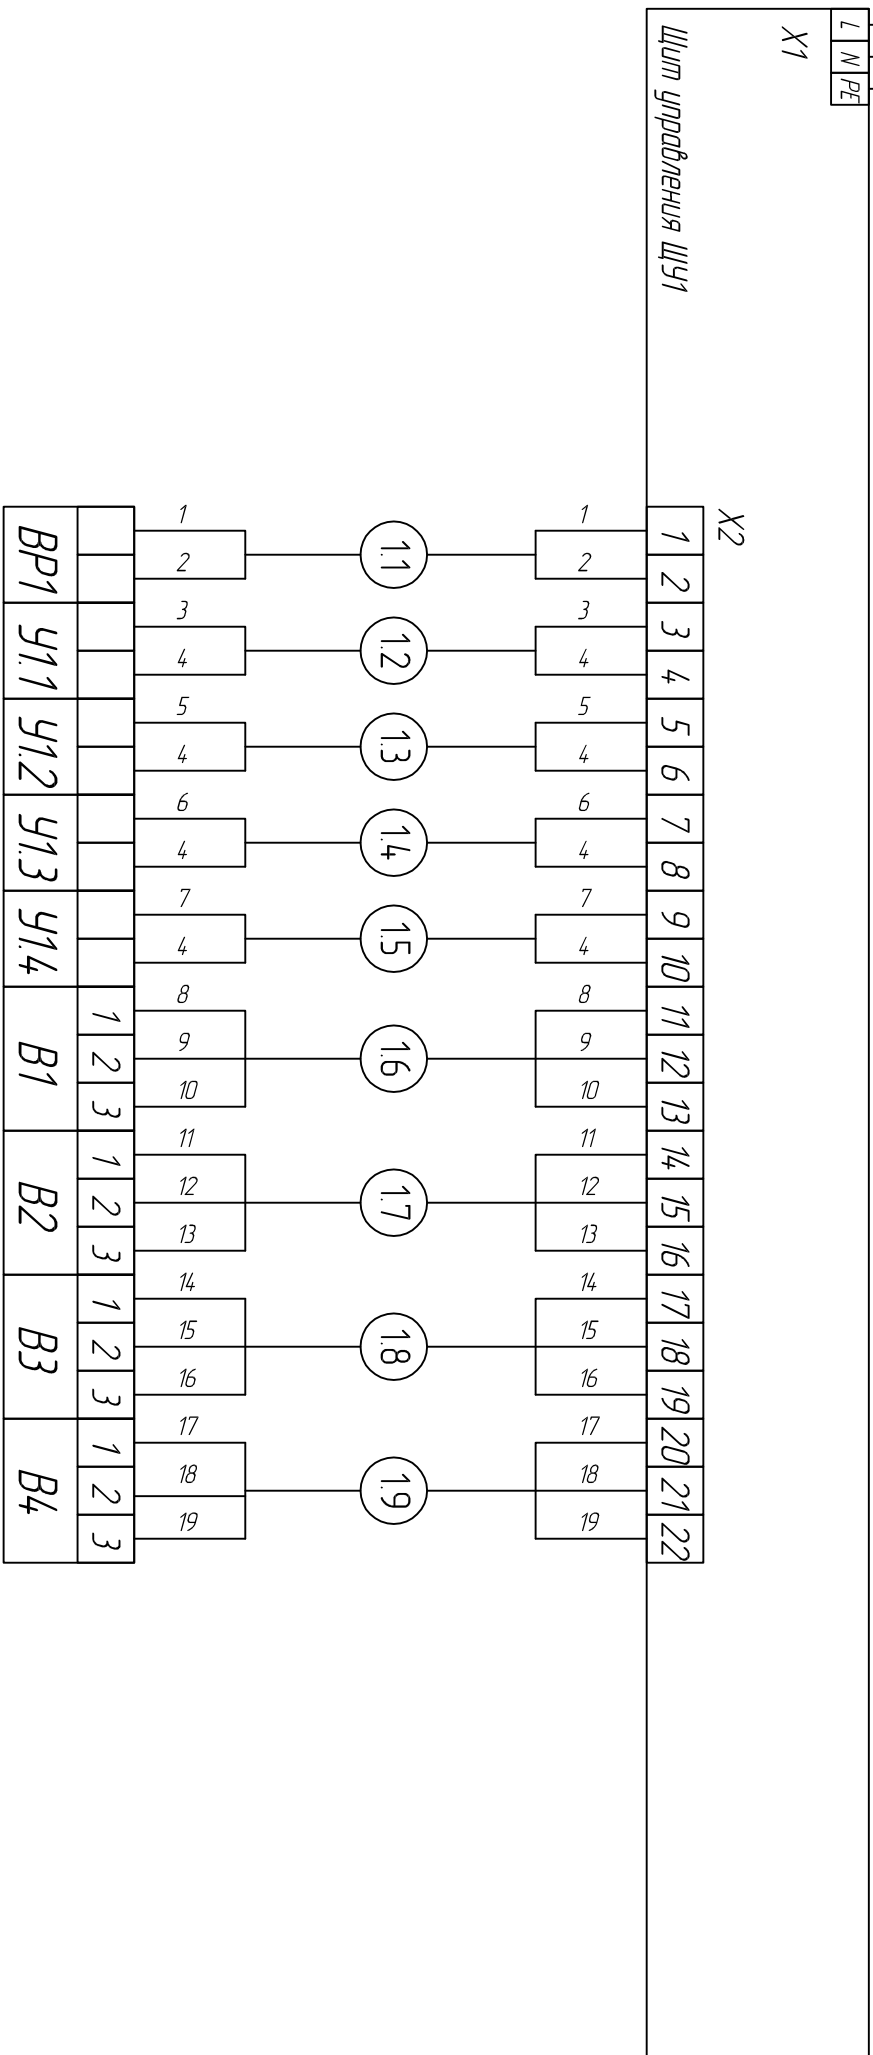 L N PE
X1
X2
Щит управления ЩУ1
1 2 3 4 5 6 7 8 9 10 11 12 13 14 15 16 17 18 19 20 21 22
1 2 3 4 5 4 6 4 7 4 8 9 10 11 12 13 14 15 16 17 18 19
1.1 1.2 1.3 1.4 1.5 1.6 1.7 1.8 1.9
1 2 3 4 5 4 6 4 7 4 8 9 10 11 12 13 14 15 16 17 18 19
1 2 3 1 2 3 1 2 3 1 2 3
ВР1 У1.1 У1.2 У1.3 У1.4 В1 В2 В3 В4